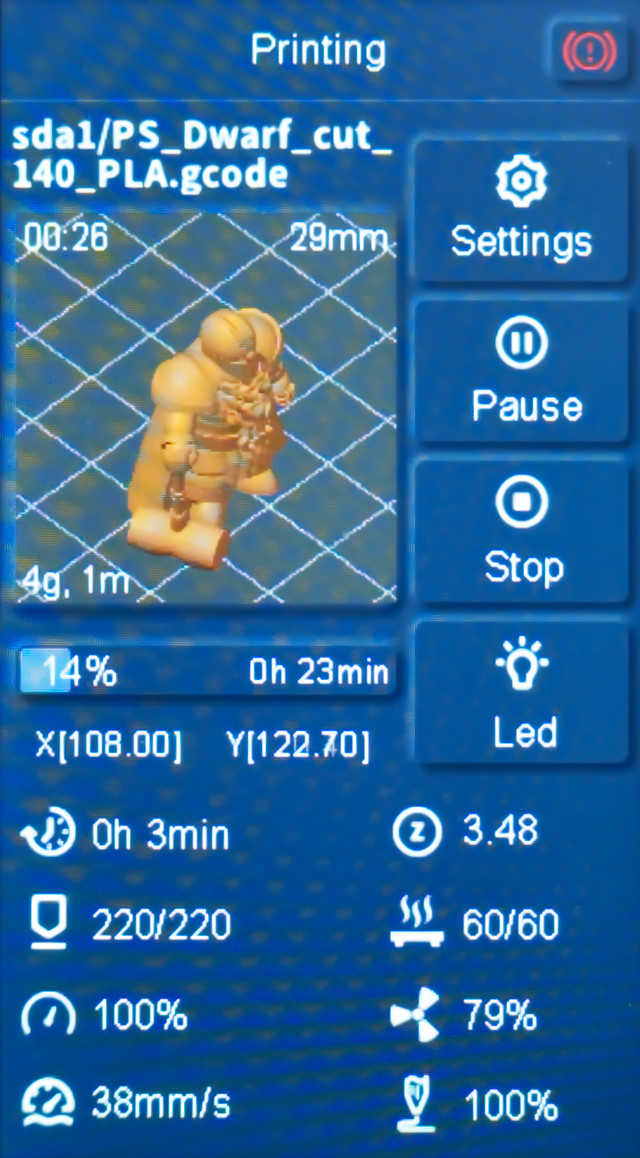 Printing
sda1/PS_Dwarf_cut_
140_PLA.gcode
00:26 29mm
4g, 1m
Settings
Pause
Stop
Led
14% 0h 23min
X[108.00] Y[122.70]
0h 3min
Z 3.48
220/220 60/60
100% 79%
38mm/s 100%